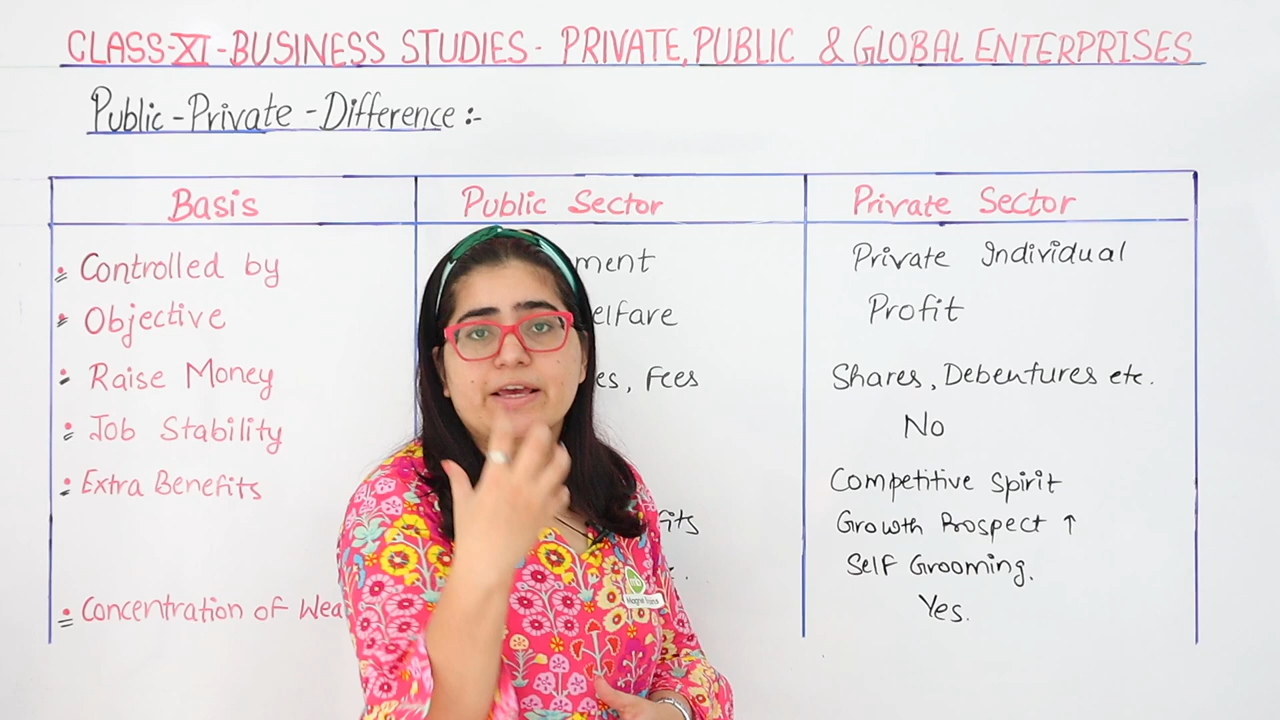 CLASS-XI-BUSINESS STUDIES- PRIVATE, PUBLIC & GLOBAL ENTERPRISES
Public-Private-Difference:-
Basis Public Sector Private Sector
Controlled by ment Private Individual
Objective elfare Profit
Raise Money es, Fees Shares, Debentures etc.
Job Stability No
Extra Benefits Competitive Spirit
fits Growth Prospect ↑
Self Grooming.
Concentration of Wea Yes.
mb